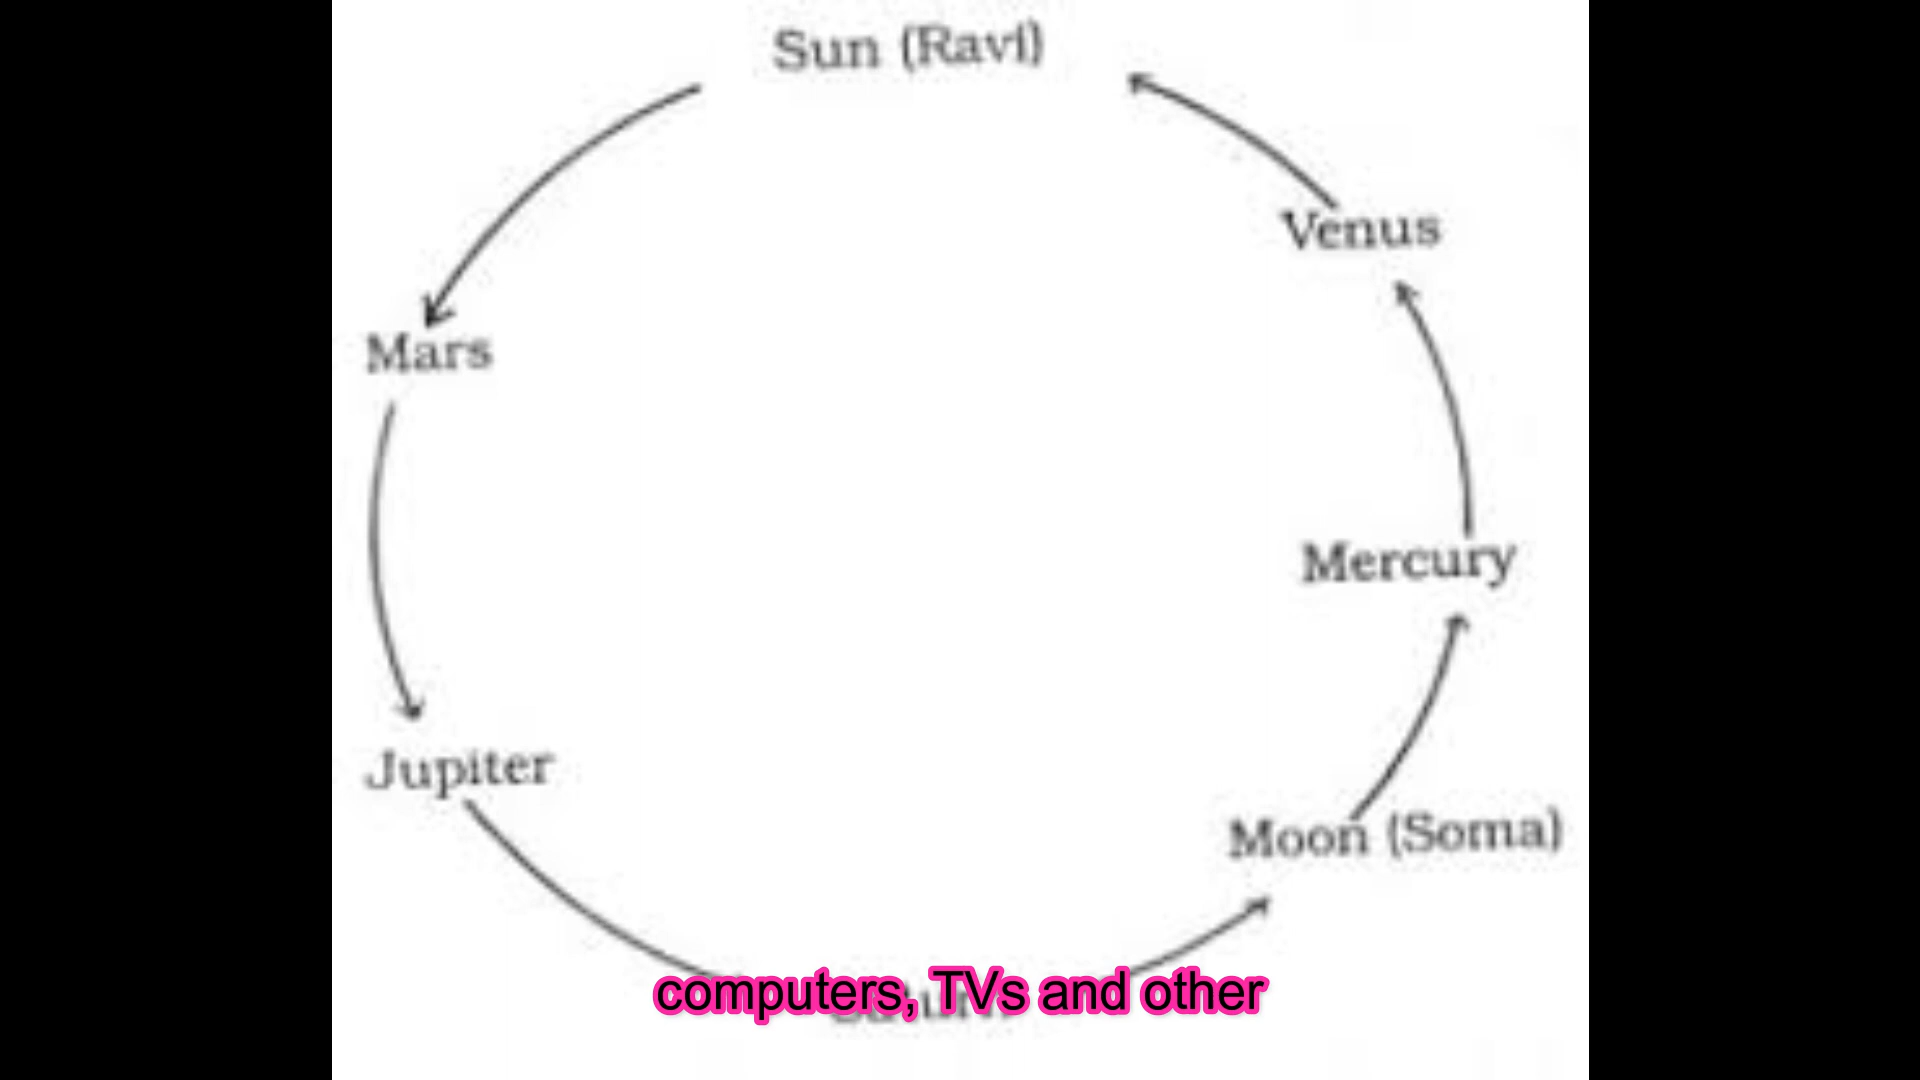 Sun (Ravi)
Venus
Mars
Mercury
Jupiter
Moon (Soma)
computers, TVs and other